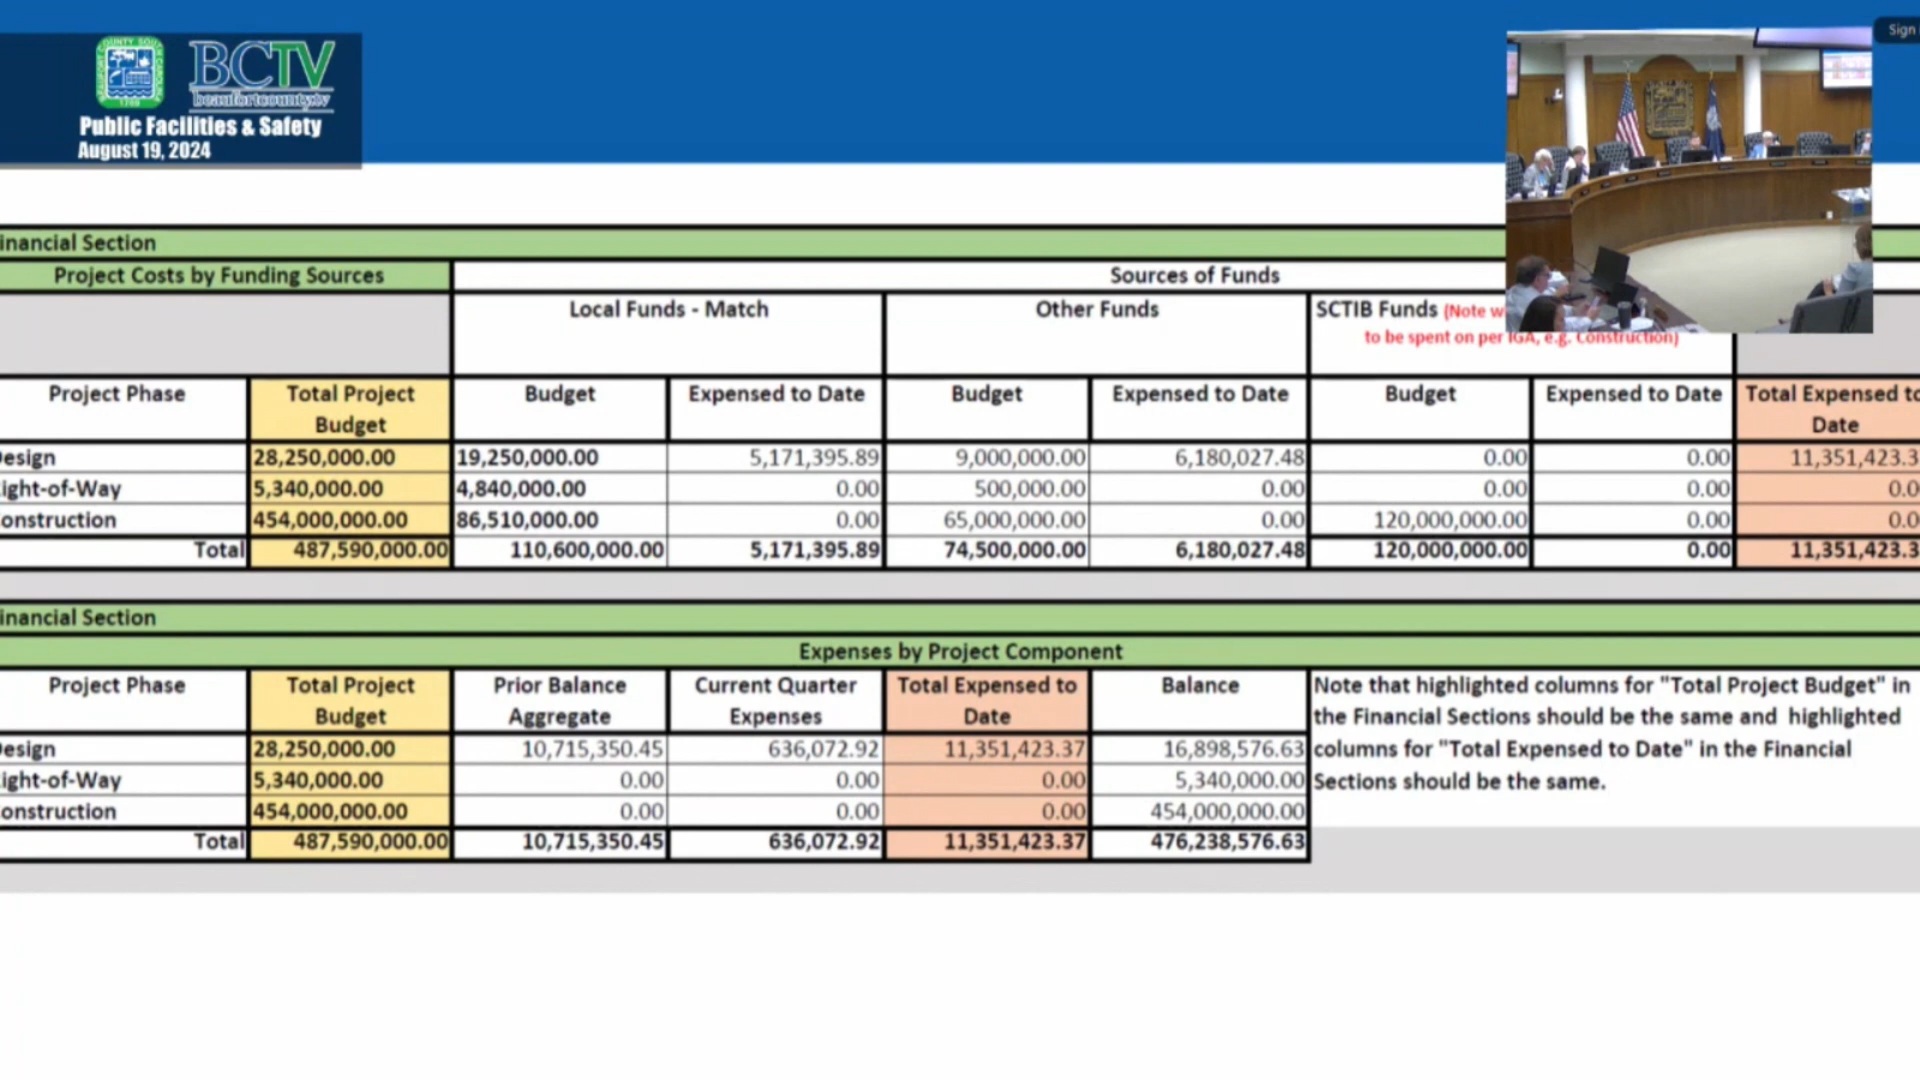 BCTV
beaufortcounty.tv
Public Facilities & Safety
August 19, 2024
Sign
inancial Section
Project Costs by Funding Sources
Sources of Funds
Local Funds - Match
Other Funds
SCTIB Funds (Note w
to be spent on per IGA, e.g. Construction)
Project Phase Total Project Budget Budget Expensed to Date Budget Expensed to Date Budget Expensed to Date Total Expensed to Date
esign 28,250,000.00 19,250,000.00 5,171,395.89 9,000,000.00 6,180,027.48 0.00 0.00 11,351,423.3
ight-of-Way 5,340,000.00 4,840,000.00 0.00 500,000.00 0.00 0.00 0.00 0.0
onstruction 454,000,000.00 86,510,000.00 0.00 65,000,000.00 0.00 120,000,000.00 0.00 0.0
Total 487,590,000.00 110,600,000.00 5,171,395.89 74,500,000.00 6,180,027.48 120,000,000.00 0.00 11,351,423.3
inancial Section
Expenses by Project Component
Project Phase Total Project Budget Prior Balance Aggregate Current Quarter Expenses Total Expensed to Date Balance
esign 28,250,000.00 10,715,350.45 636,072.92 11,351,423.37 16,898,576.63
ight-of-Way 5,340,000.00 0.00 0.00 0.00 5,340,000.00
onstruction 454,000,000.00 0.00 0.00 0.00 454,000,000.00
Total 487,590,000.00 10,715,350.45 636,072.92 11,351,423.37 476,238,576.63
Note that highlighted columns for "Total Project Budget" in
the Financial Sections should be the same and highlighted
columns for "Total Expensed to Date" in the Financial
Sections should be the same.